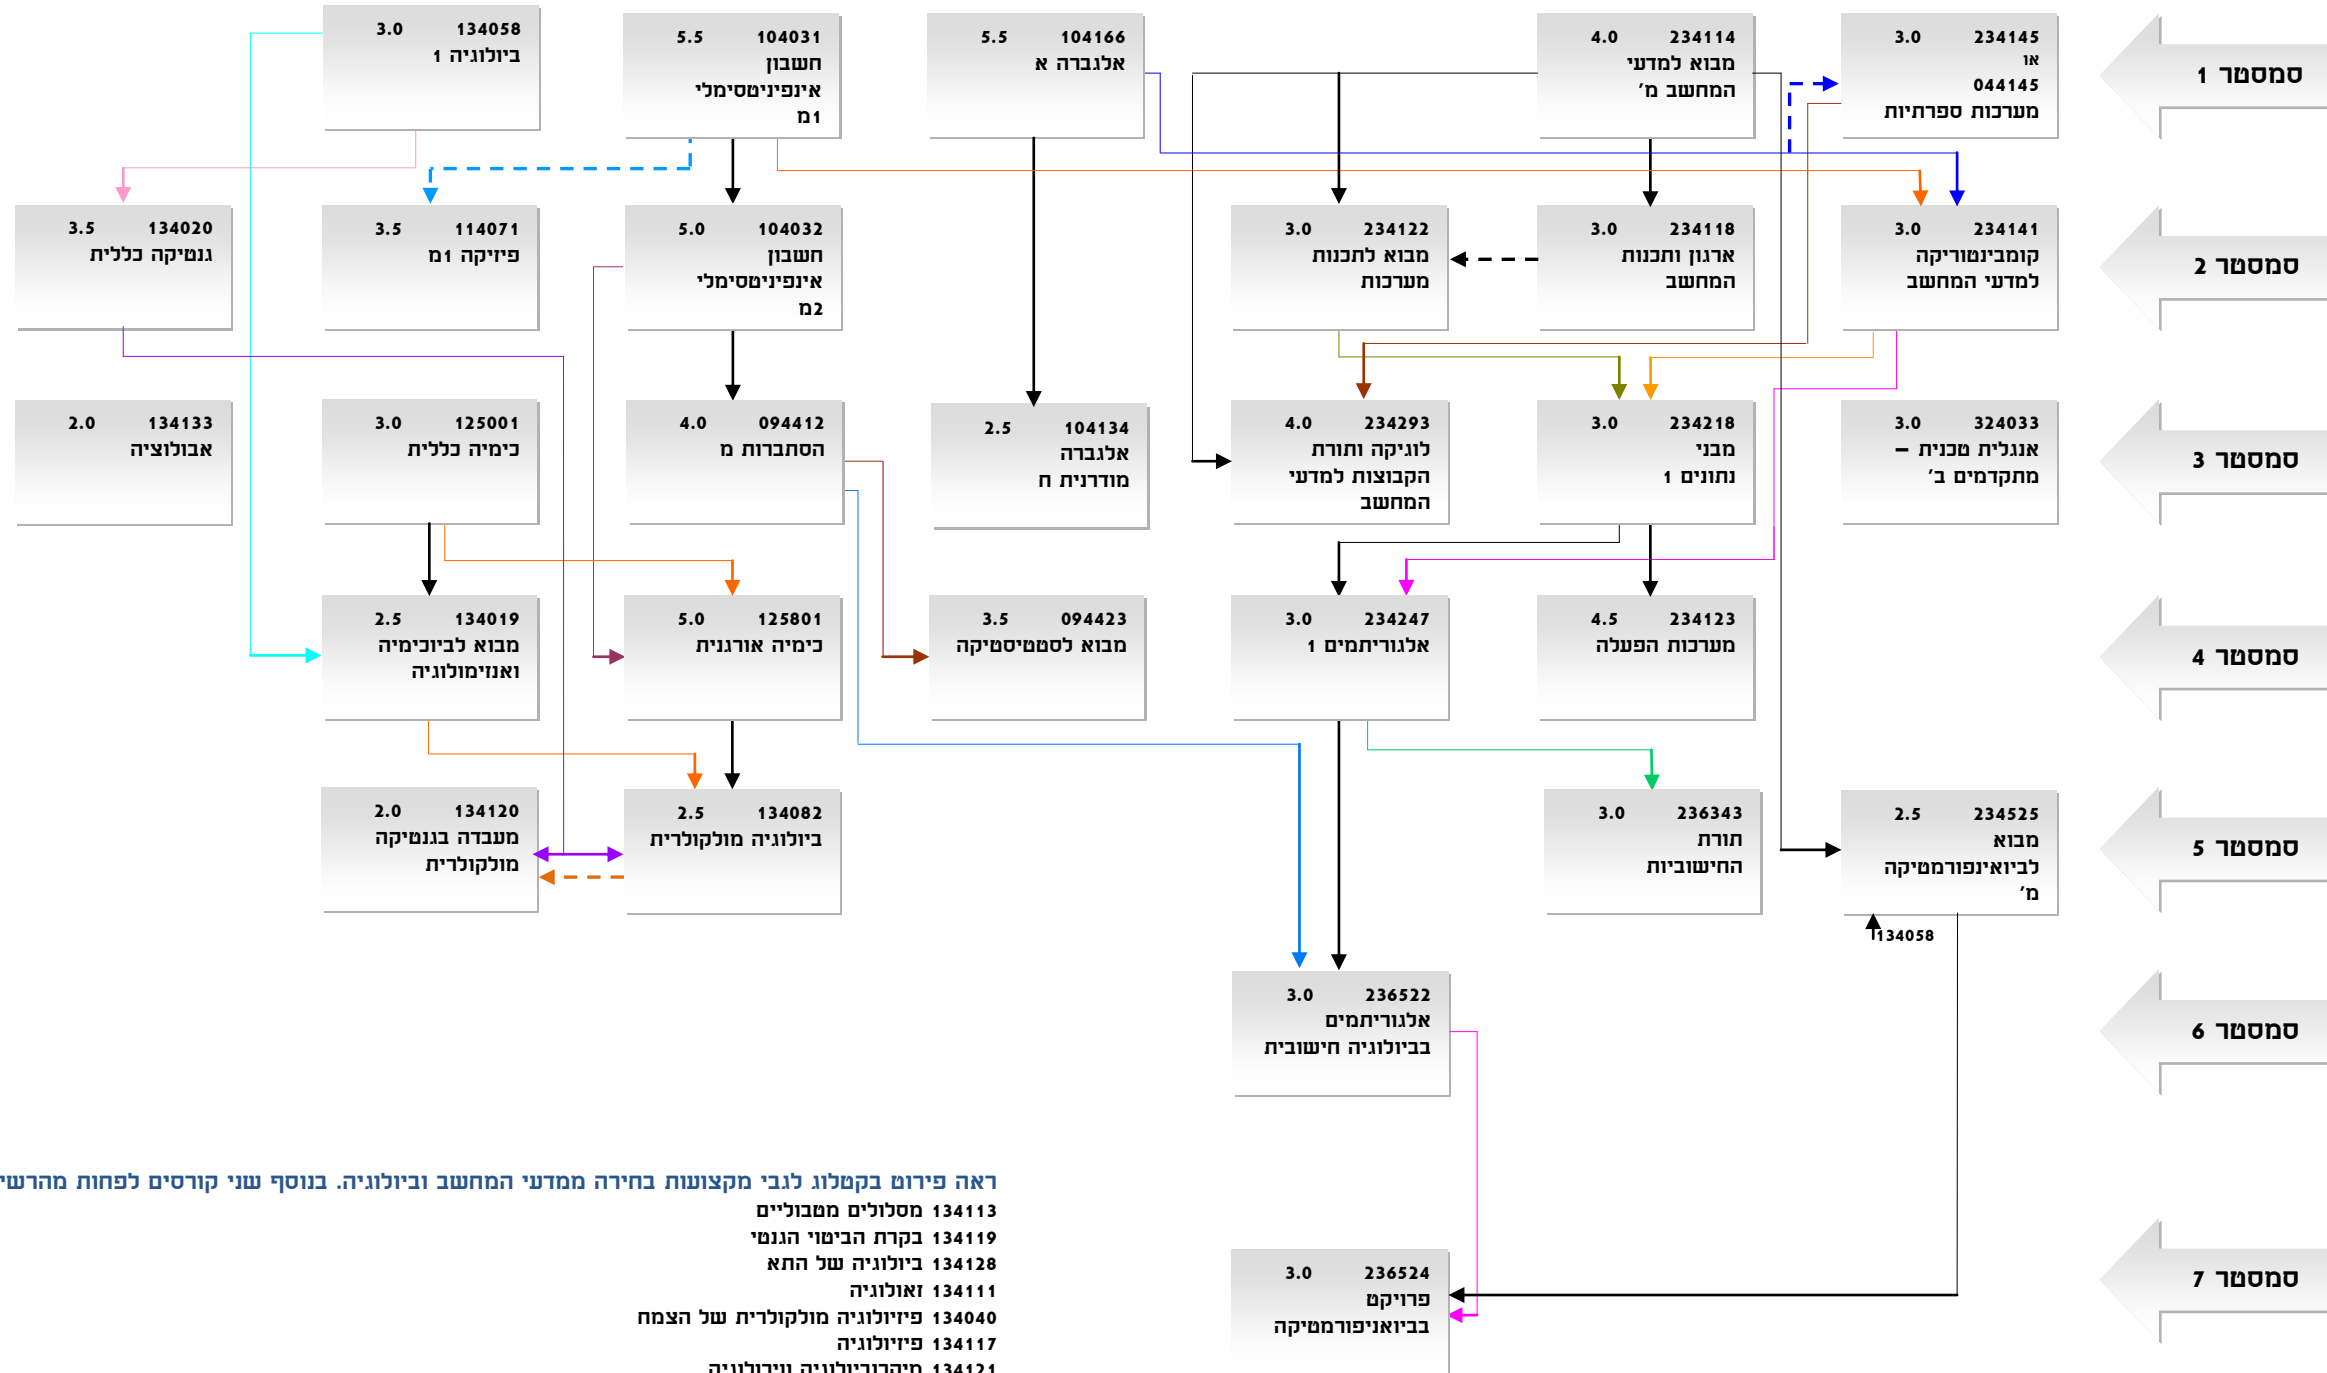 סמסטר 1
234145 3.0
או
044145
מערכות ספרתיות
234114 4.0
מבוא למדעי
המחשב מ'
104166 5.5
אלגברה א
104031 5.5
חשבון
אינפיניטסימלי
1מ
134058 3.0
ביולוגיה 1
סמסטר 2
234141 3.0
קומבינטוריקה
למדעי המחשב
234118 3.0
ארגון ותכנות
המחשב
234122 3.0
מבוא לתכנות
מערכות
104032 5.0
חשבון
אינפיניטסימלי
2מ
114071 3.5
פיזיקה 1מ
134020 3.5
גנטיקה כללית
סמסטר 3
324033 3.0
אנגלית טכנית –
מתקדמים ב'
234218 3.0
מבני
נתונים 1
234293 4.0
לוגיקה ותורת
הקבוצות למדעי
המחשב
104134 2.5
אלגברה
מודרנית ח
094412 4.0
הסתברות מ
125001 3.0
כימיה כללית
134133 2.0
אבולוציה
סמסטר 4
234123 4.5
מערכות הפעלה
234247 3.0
אלגוריתמים 1
094423 3.5
מבוא לסטטיסטיקה
125801 5.0
כימיה אורגנית
134019 2.5
מבוא לביוכימיה
ואנזימולוגיה
סמסטר 5
234525 2.5
מבוא
לביואינפורמטיקה
מ'
134058
236343 3.0
תורת
החישוביות
134082 2.5
ביולוגיה מולקולרית
134120 2.0
מעבדה בגנטיקה
מולקולרית
סמסטר 6
236522 3.0
אלגוריתמים
בביולוגיה חישובית
סמסטר 7
236524 3.0
פרויקט
בביואניפורמטיקה
ראה פירוט בקטלוג לגבי מקצועות בחירה ממדעי המחשב וביולוגיה. בנוסף שני קורסים לפחות מהרשי
134113 מסלולים מטבוליים
134119 בקרת הביטוי הגנטי
134128 ביולוגיה של התא
134111 זאולוגיה
134040 פיזיולוגיה מולקולרית של הצמח
134117 פיזיולוגיה
134121 מיקרוביולוגיה ווירולוגיה